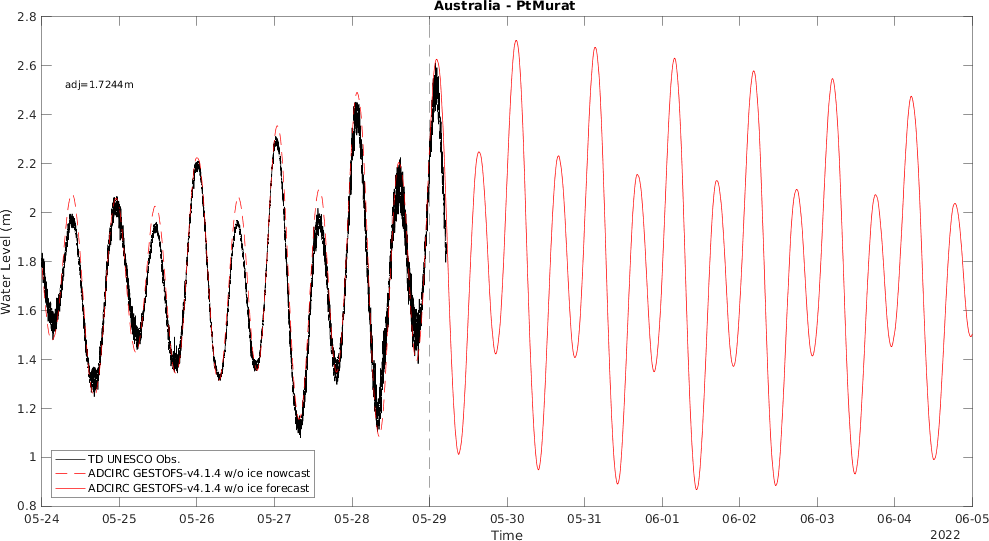 Australia - PtMurat
2.8
2.6
2.4
2.2
2
1.8
1.6
1.4
1.2
1
0.8
Water Level (m)
adj=1.7244m
TD UNESCO Obs.
ADCIRC GESTOFS-v4.1.4 w/o ice nowcast
ADCIRC GESTOFS-v4.1.4 w/o ice forecast
05-24 05-25 05-26 05-27 05-28 05-29 05-30 05-31 06-01 06-02 06-03 06-04 06-05
Time
2022